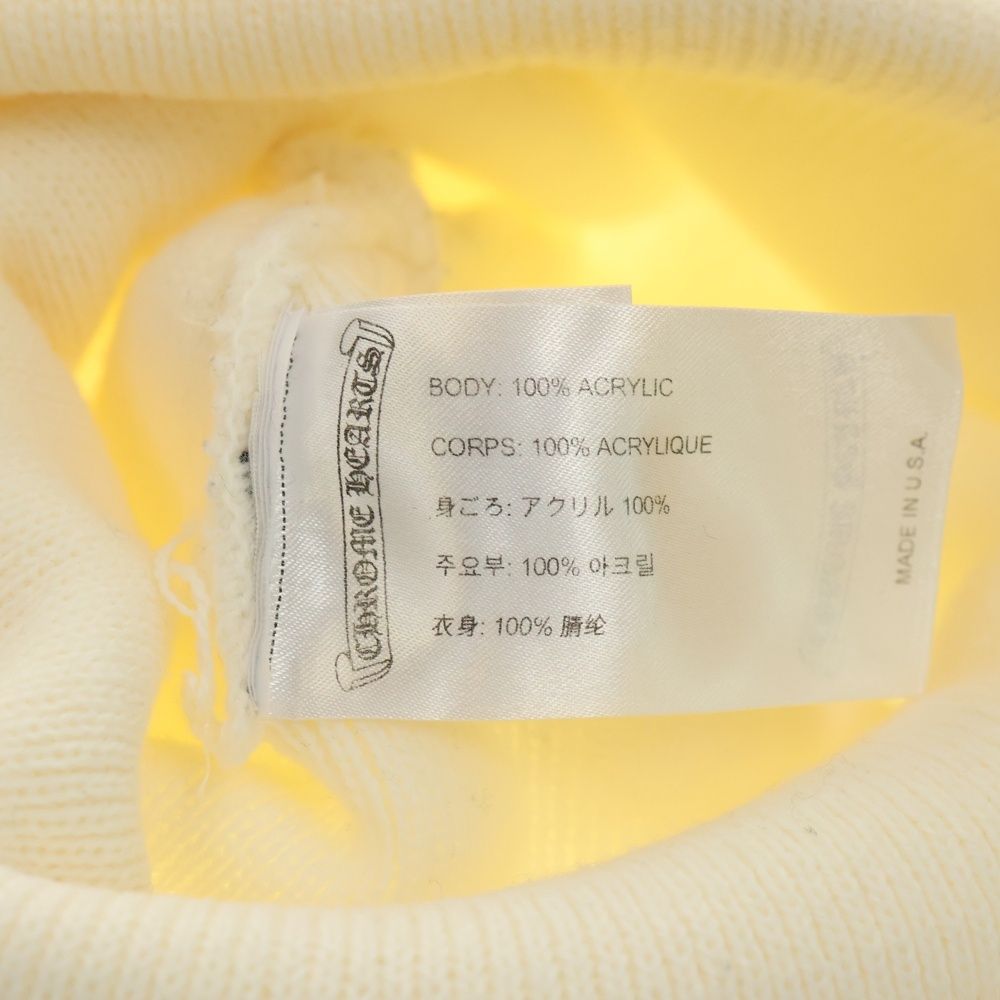 CHROME HEARTS
BODY: 100% ACRYLIC
CORPS: 100% ACRYLIQUE
身ごろ: アクリル 100%
주요부: 100% 아크릴
衣身: 100% 腈纶
MADE IN U.S.A.